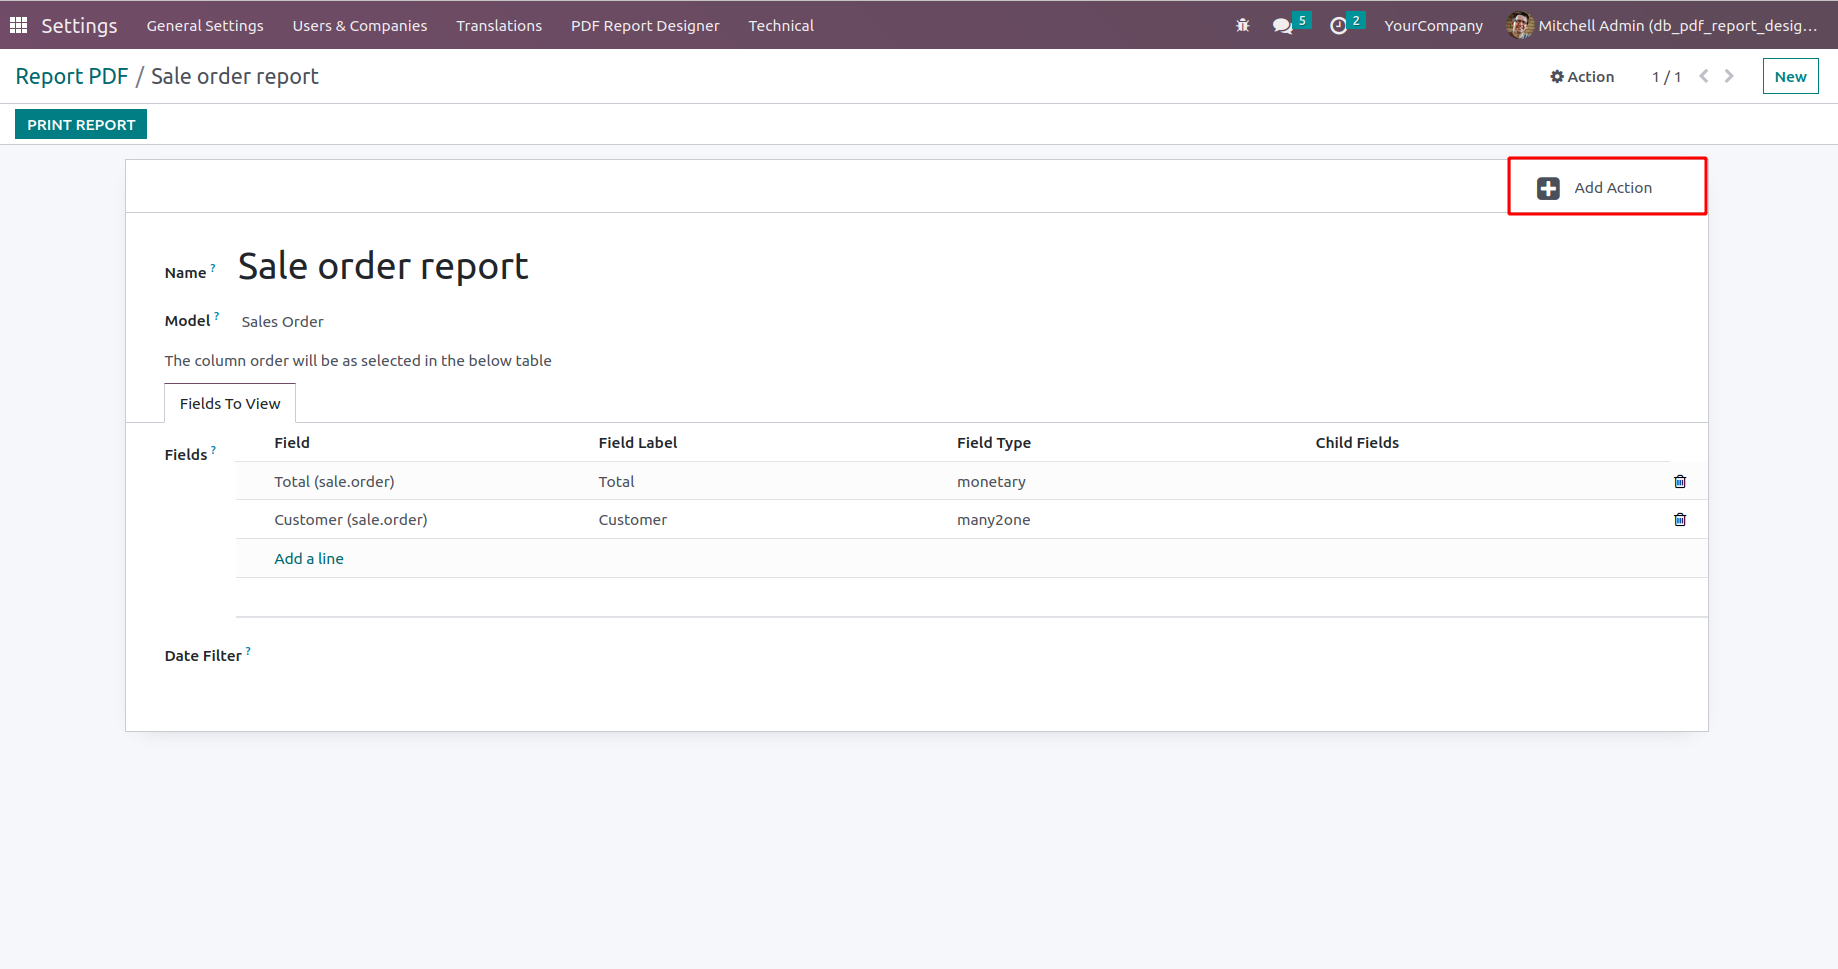 Settings General Settings Users & Companies Translations PDF Report Designer Technical 5 2 YourCompany Mitchell Admin (db_pdf_report_desig...
Report PDF / Sale order report Action 1 / 1 New
PRINT REPORT
Add Action
Name ? Sale order report
Model ? Sales Order
The column order will be as selected in the below table
Fields To View
Fields ? Field Field Label Field Type Child Fields
Total (sale.order) Total monetary
Customer (sale.order) Customer many2one
Add a line
Date Filter ?